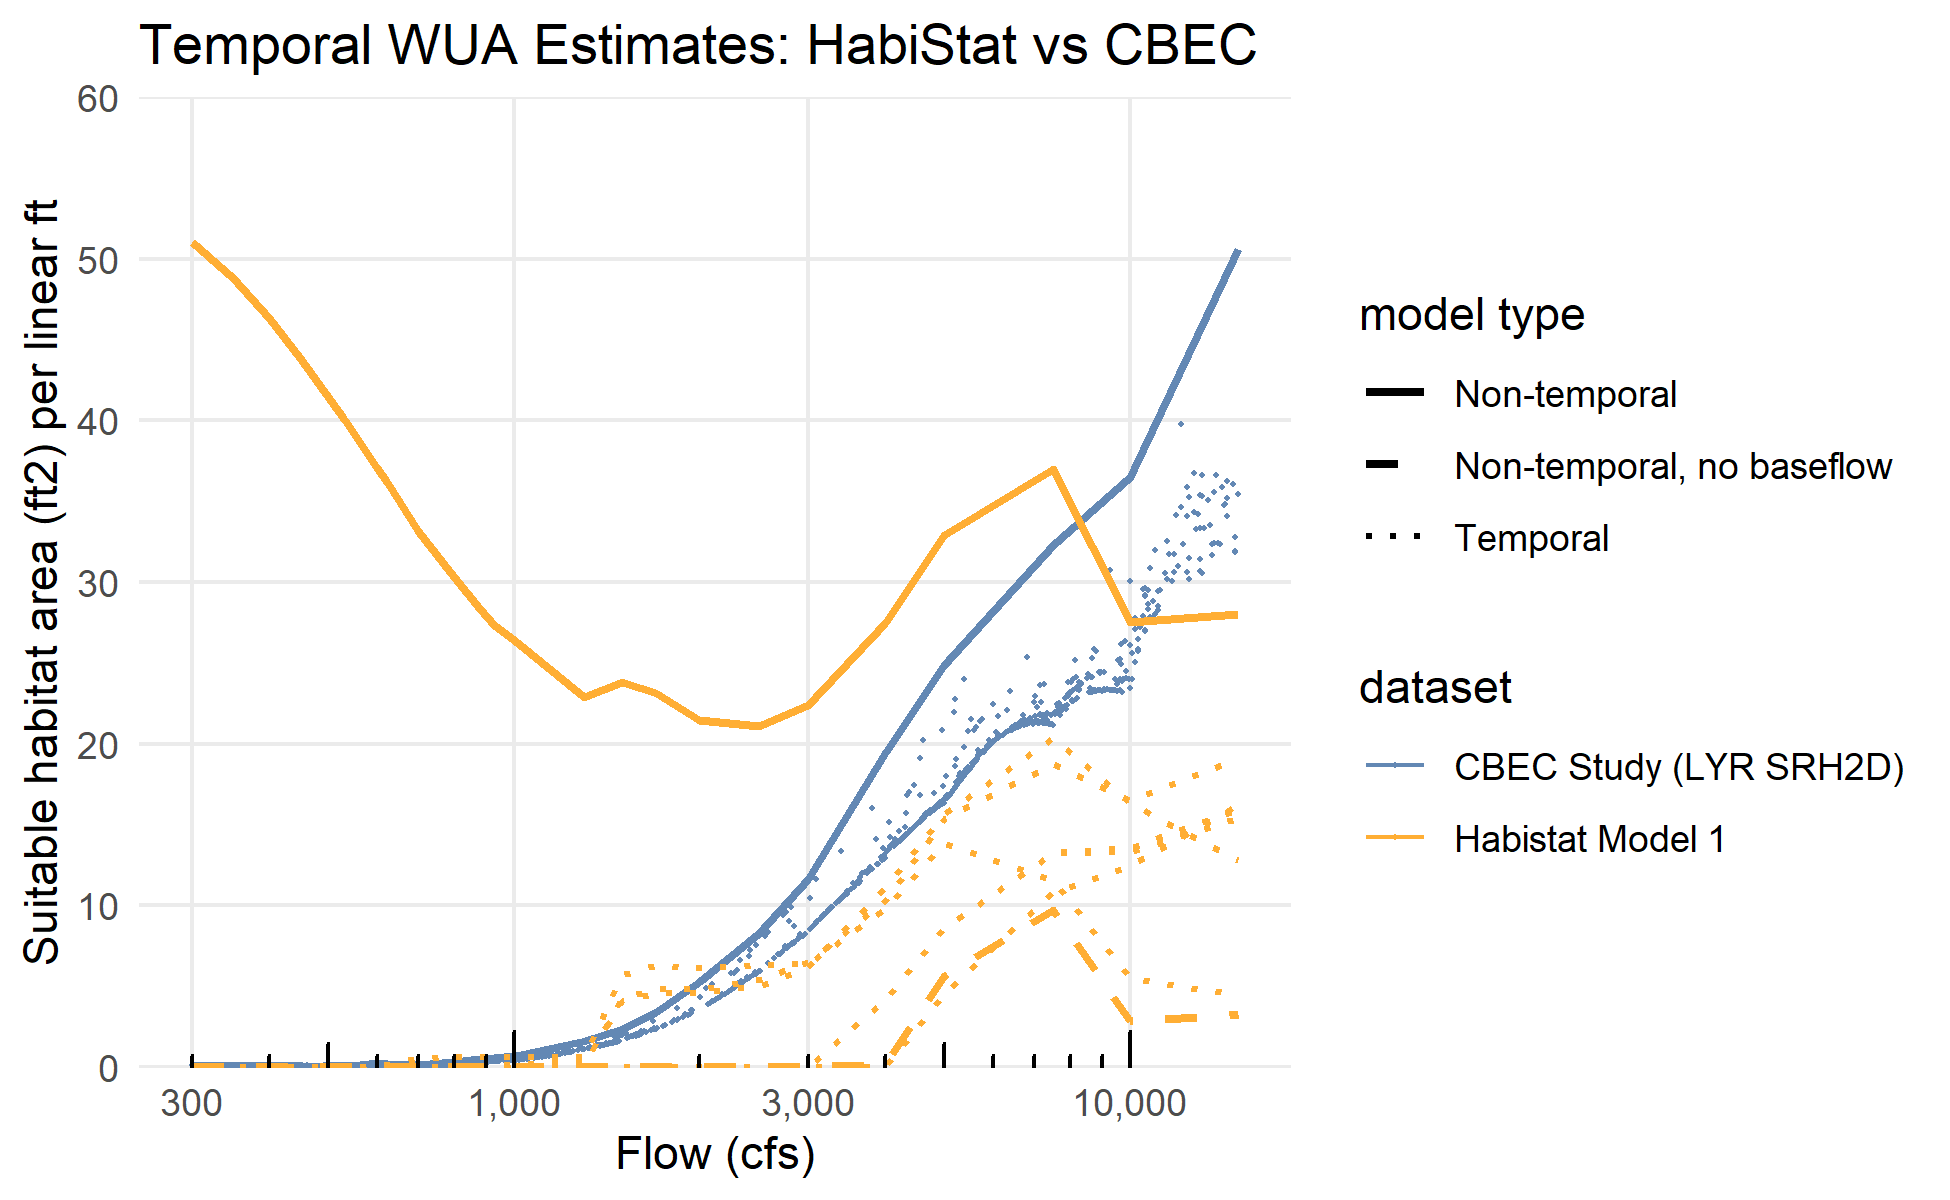 Temporal WUA Estimates: HabiStat vs CBEC
Suitable habitat area (ft2) per linear ft
60
50
40
30
20
10
0
300
1,000
3,000
10,000
Flow (cfs)
model type
Non-temporal
Non-temporal, no baseflow
Temporal
dataset
CBEC Study (LYR SRH2D)
Habistat Model 1